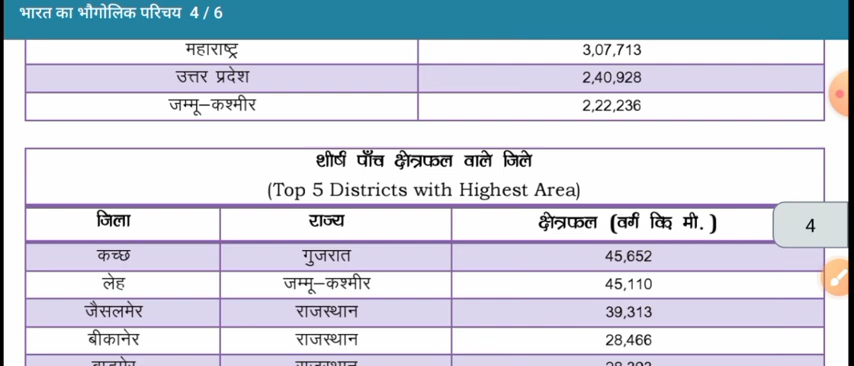 भारत का भौगोलिक परिचय 4 / 6
महाराष्ट्र 3,07,713
उत्तर प्रदेश 2,40,928
जम्मू–कश्मीर 2,22,236
शीर्ष पाँच क्षेत्रफल वाले जिले
(Top 5 Districts with Highest Area)
जिला राज्य क्षेत्रफल (वर्ग कि. मी.)
4
कच्छ गुजरात 45,652
लेह जम्मू–कश्मीर 45,110
जैसलमेर राजस्थान 39,313
बीकानेर राजस्थान 28,466